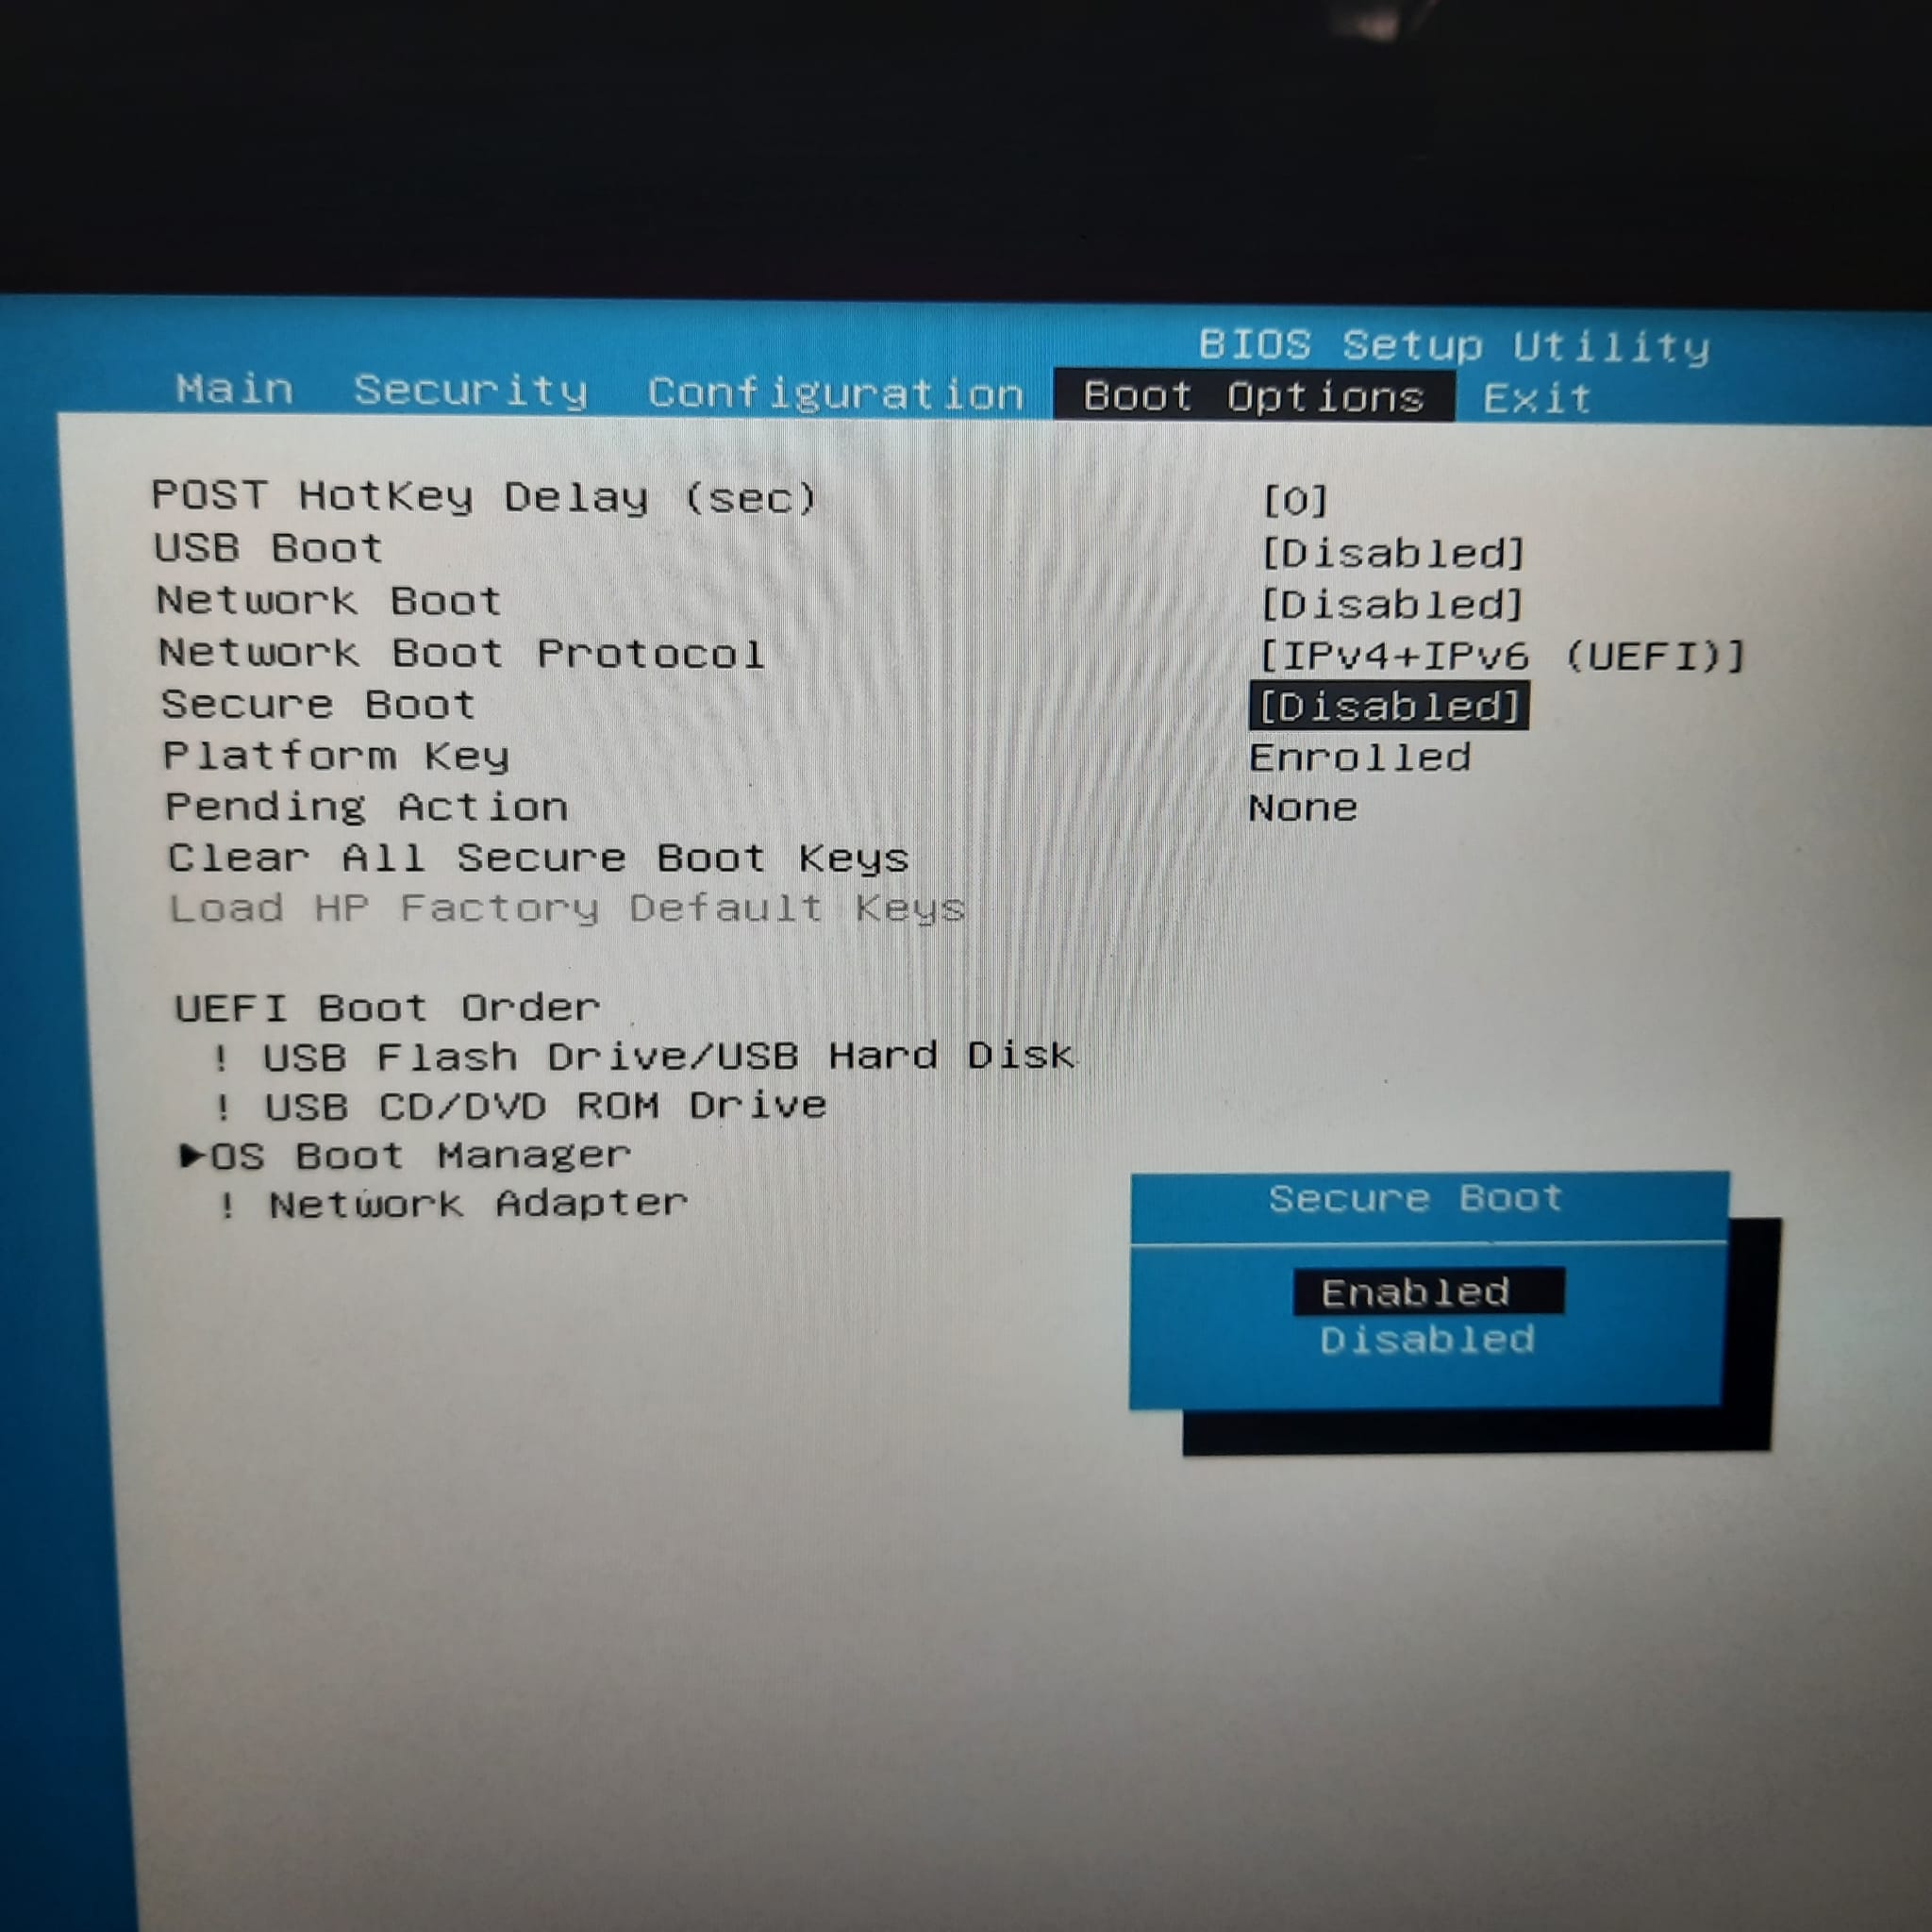 BIOS Setup Utility
Main Security Configuration Boot Options Exit
POST HotKey Delay (sec) [0]
USB Boot [Disabled]
Network Boot [Disabled]
Network Boot Protocol [IPv4+IPv6 (UEFI)]
Secure Boot [Disabled]
Platform Key Enrolled
Pending Action None
Clear All Secure Boot Keys
Load HP Factory Default Keys
UEFI Boot Order
! USB Flash Drive/USB Hard Disk
! USB CD/DVD ROM Drive
▶OS Boot Manager
! Network Adapter
Secure Boot
Enabled
Disabled